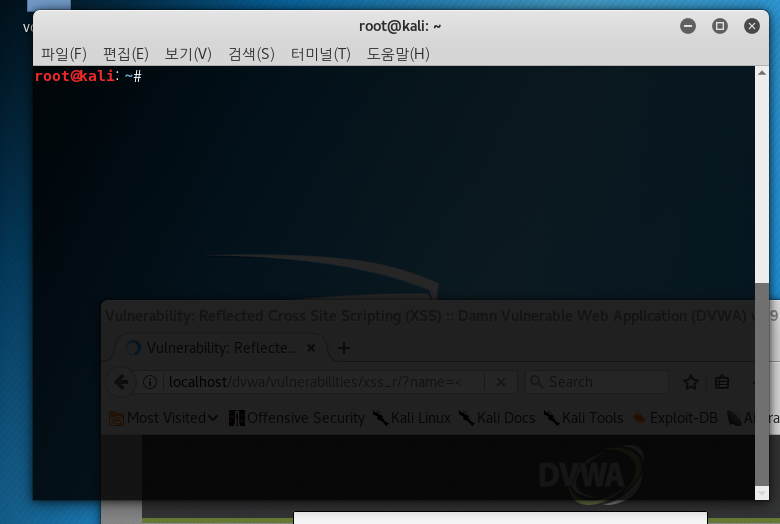 root@kali: ~
파일(F) 편집(E) 보기(V) 검색(S) 터미널(T) 도움말(H)
root@kali: ~#
Vulnerability: Reflected Cross Site Scripting (XSS) :: Damn Vulnerable Web Application (DVWA)
Vulnerability: Reflecte...
localhost/dvwa/vulnerabilities/xss_r/?name=< Search
Most Visited Offensive Security Kali Linux Kali Docs Kali Tools Exploit-DB
DVWA